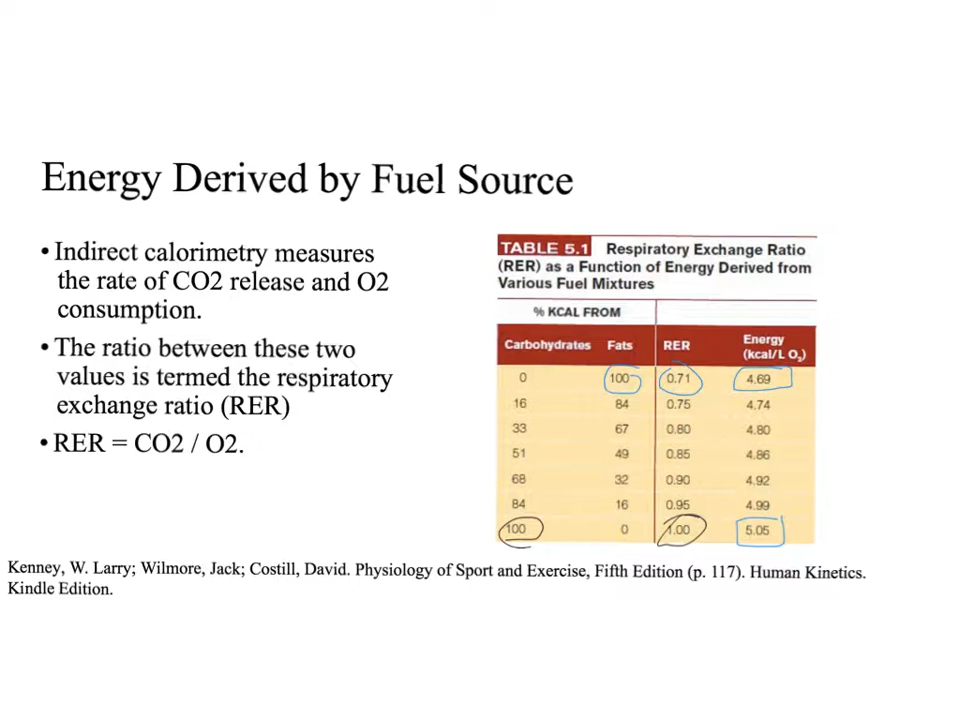 Energy Derived by Fuel Source
• Indirect calorimetry measures
the rate of CO2 release and O2
consumption.
• The ratio between these two
values is termed the respiratory
exchange ratio (RER)
• RER = CO2 / O2.
TABLE 5.1 Respiratory Exchange Ratio
(RER) as a Function of Energy Derived from
Various Fuel Mixtures
% KCAL FROM
Carbohydrates Fats RER Energy
(kcal/L O₂)
0 100 0.71 4.69
16 84 0.75 4.74
33 67 0.80 4.80
51 49 0.85 4.86
68 32 0.90 4.92
84 16 0.95 4.99
100 0 1.00 5.05
Kenney, W. Larry; Wilmore, Jack; Costill, David. Physiology of Sport and Exercise, Fifth Edition (p. 117). Human Kinetics.
Kindle Edition.